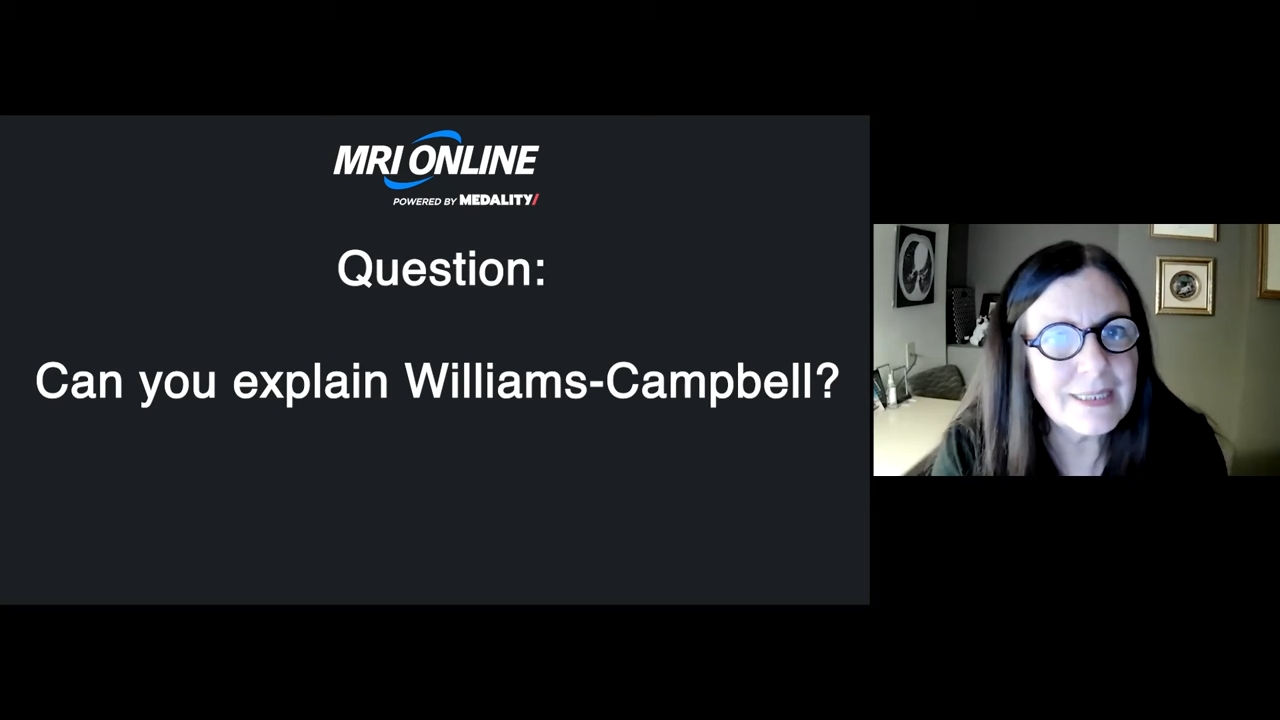 MRI ONLINE
POWERED BY MEDALITY/
Question:
Can you explain Williams-Campbell?